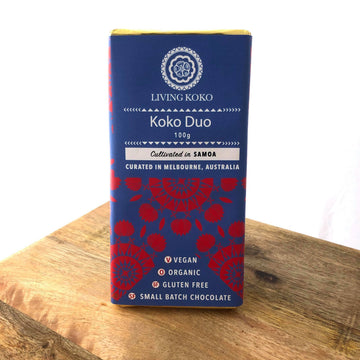 LIVING KOKO
Koko Duo
100g
Cultivated in SAMOA
CURATED IN MELBOURNE, AUSTRALIA
V VEGAN
O ORGANIC
GLUTEN FREE
SMALL BATCH CHOCOLATE